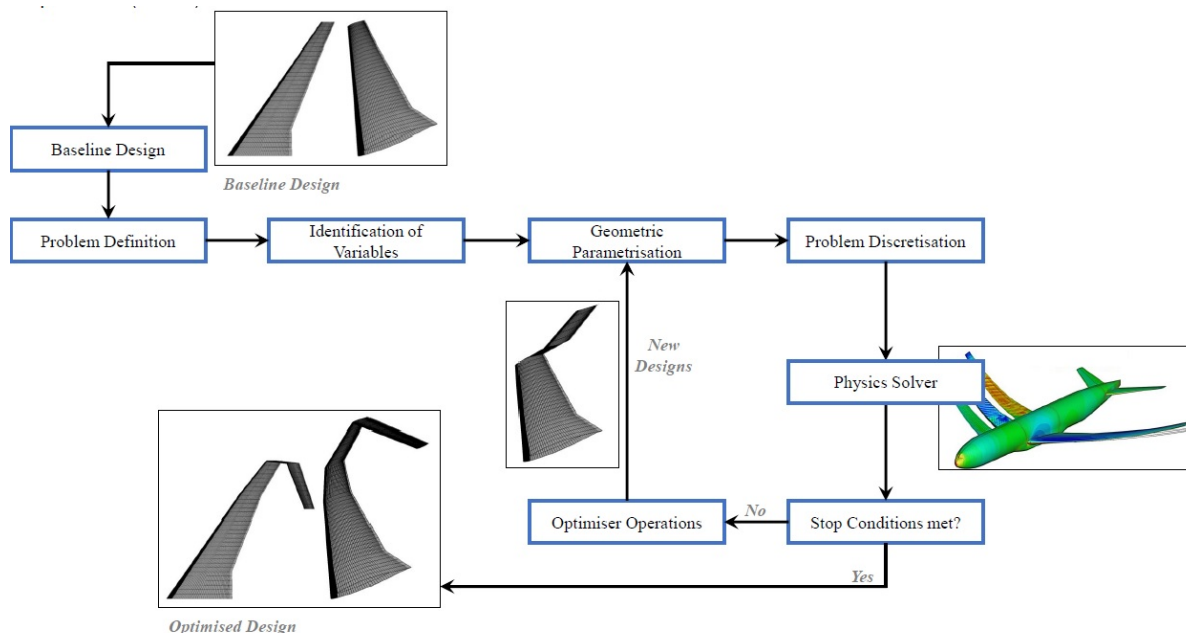 Baseline Design
Baseline Design
Problem Definition
Identification of
Variables
Geometric
Parametrisation
Problem Discretisation
New
Designs
Physics Solver
Optimiser Operations
No
Stop Conditions met?
Yes
Optimised Design